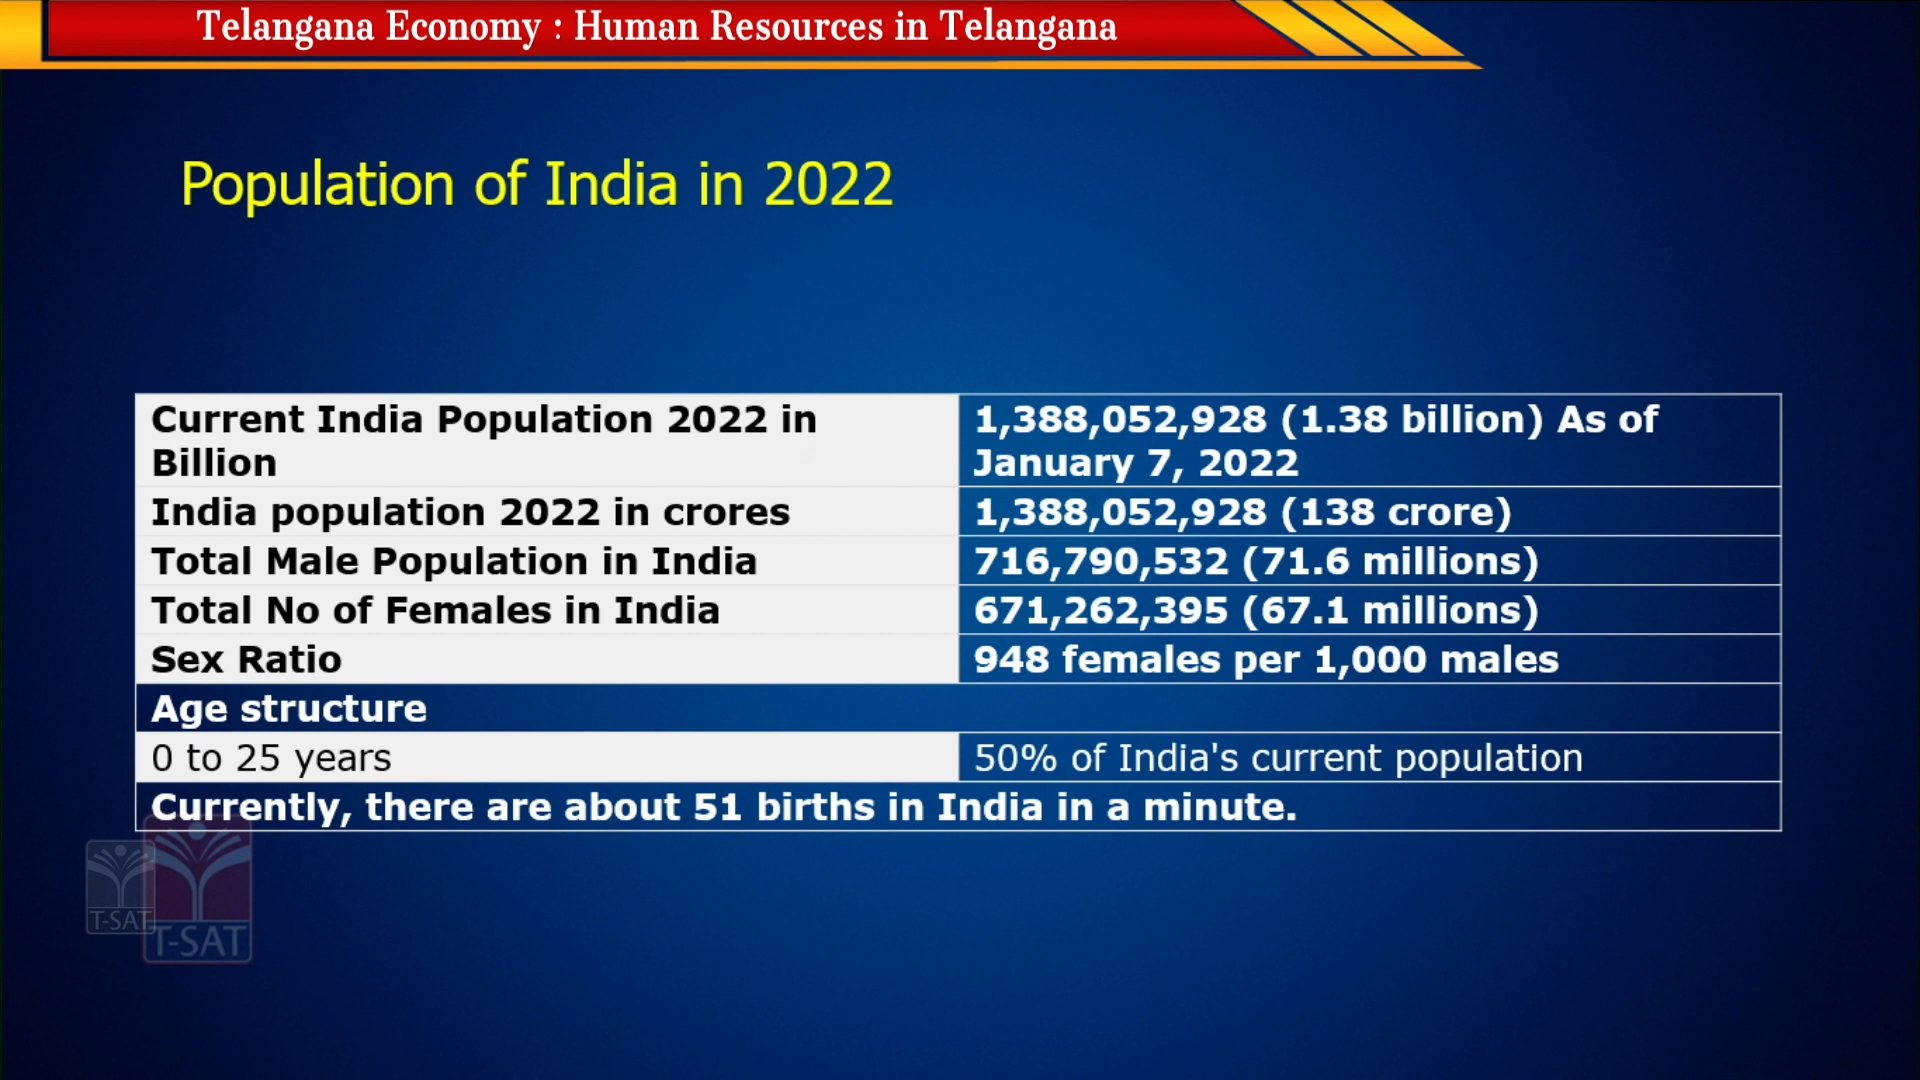 Telangana Economy : Human Resources in Telangana
Population of India in 2022
Current India Population 2022 in
Billion
1,388,052,928 (1.38 billion) As of
January 7, 2022
India population 2022 in crores
1,388,052,928 (138 crore)
Total Male Population in India
716,790,532 (71.6 millions)
Total No of Females in India
671,262,395 (67.1 millions)
Sex Ratio
948 females per 1,000 males
Age structure
0 to 25 years
50% of India's current population
Currently, there are about 51 births in India in a minute.
T-SAT
T-SAT